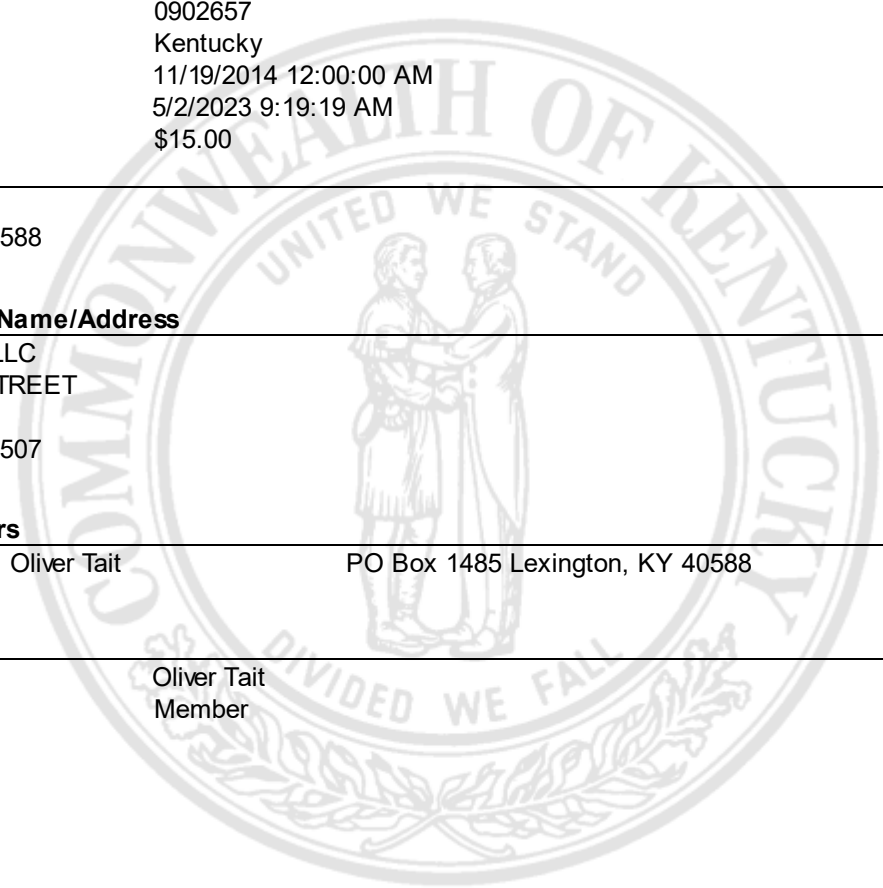 0902657
Kentucky
11/19/2014 12:00:00 AM
5/2/2023 9:19:19 AM
$15.00
588
Name/Address
LLC
TREET
507
rs
Oliver Tait PO Box 1485 Lexington, KY 40588
Oliver Tait
Member
COMMONWEALTH OF KENTUCKY
UNITED WE STAND
DIVIDED WE FALL